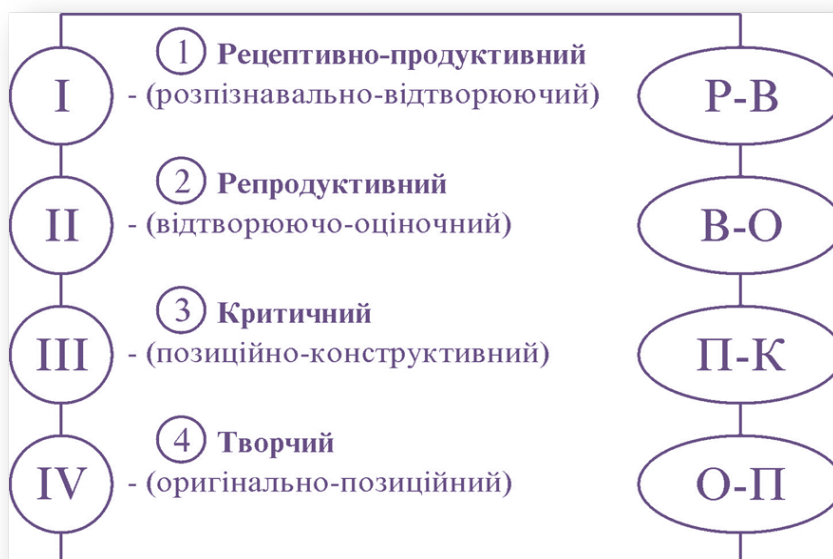 1 Рецептивно-продуктивний
I - (розпізнавально-відтворюючий) Р-В
2 Репродуктивний
II - (відтворюючо-оціночний) В-О
3 Критичний
III - (позиційно-конструктивний) П-К
4 Творчий
IV - (оригінально-позиційний) О-П